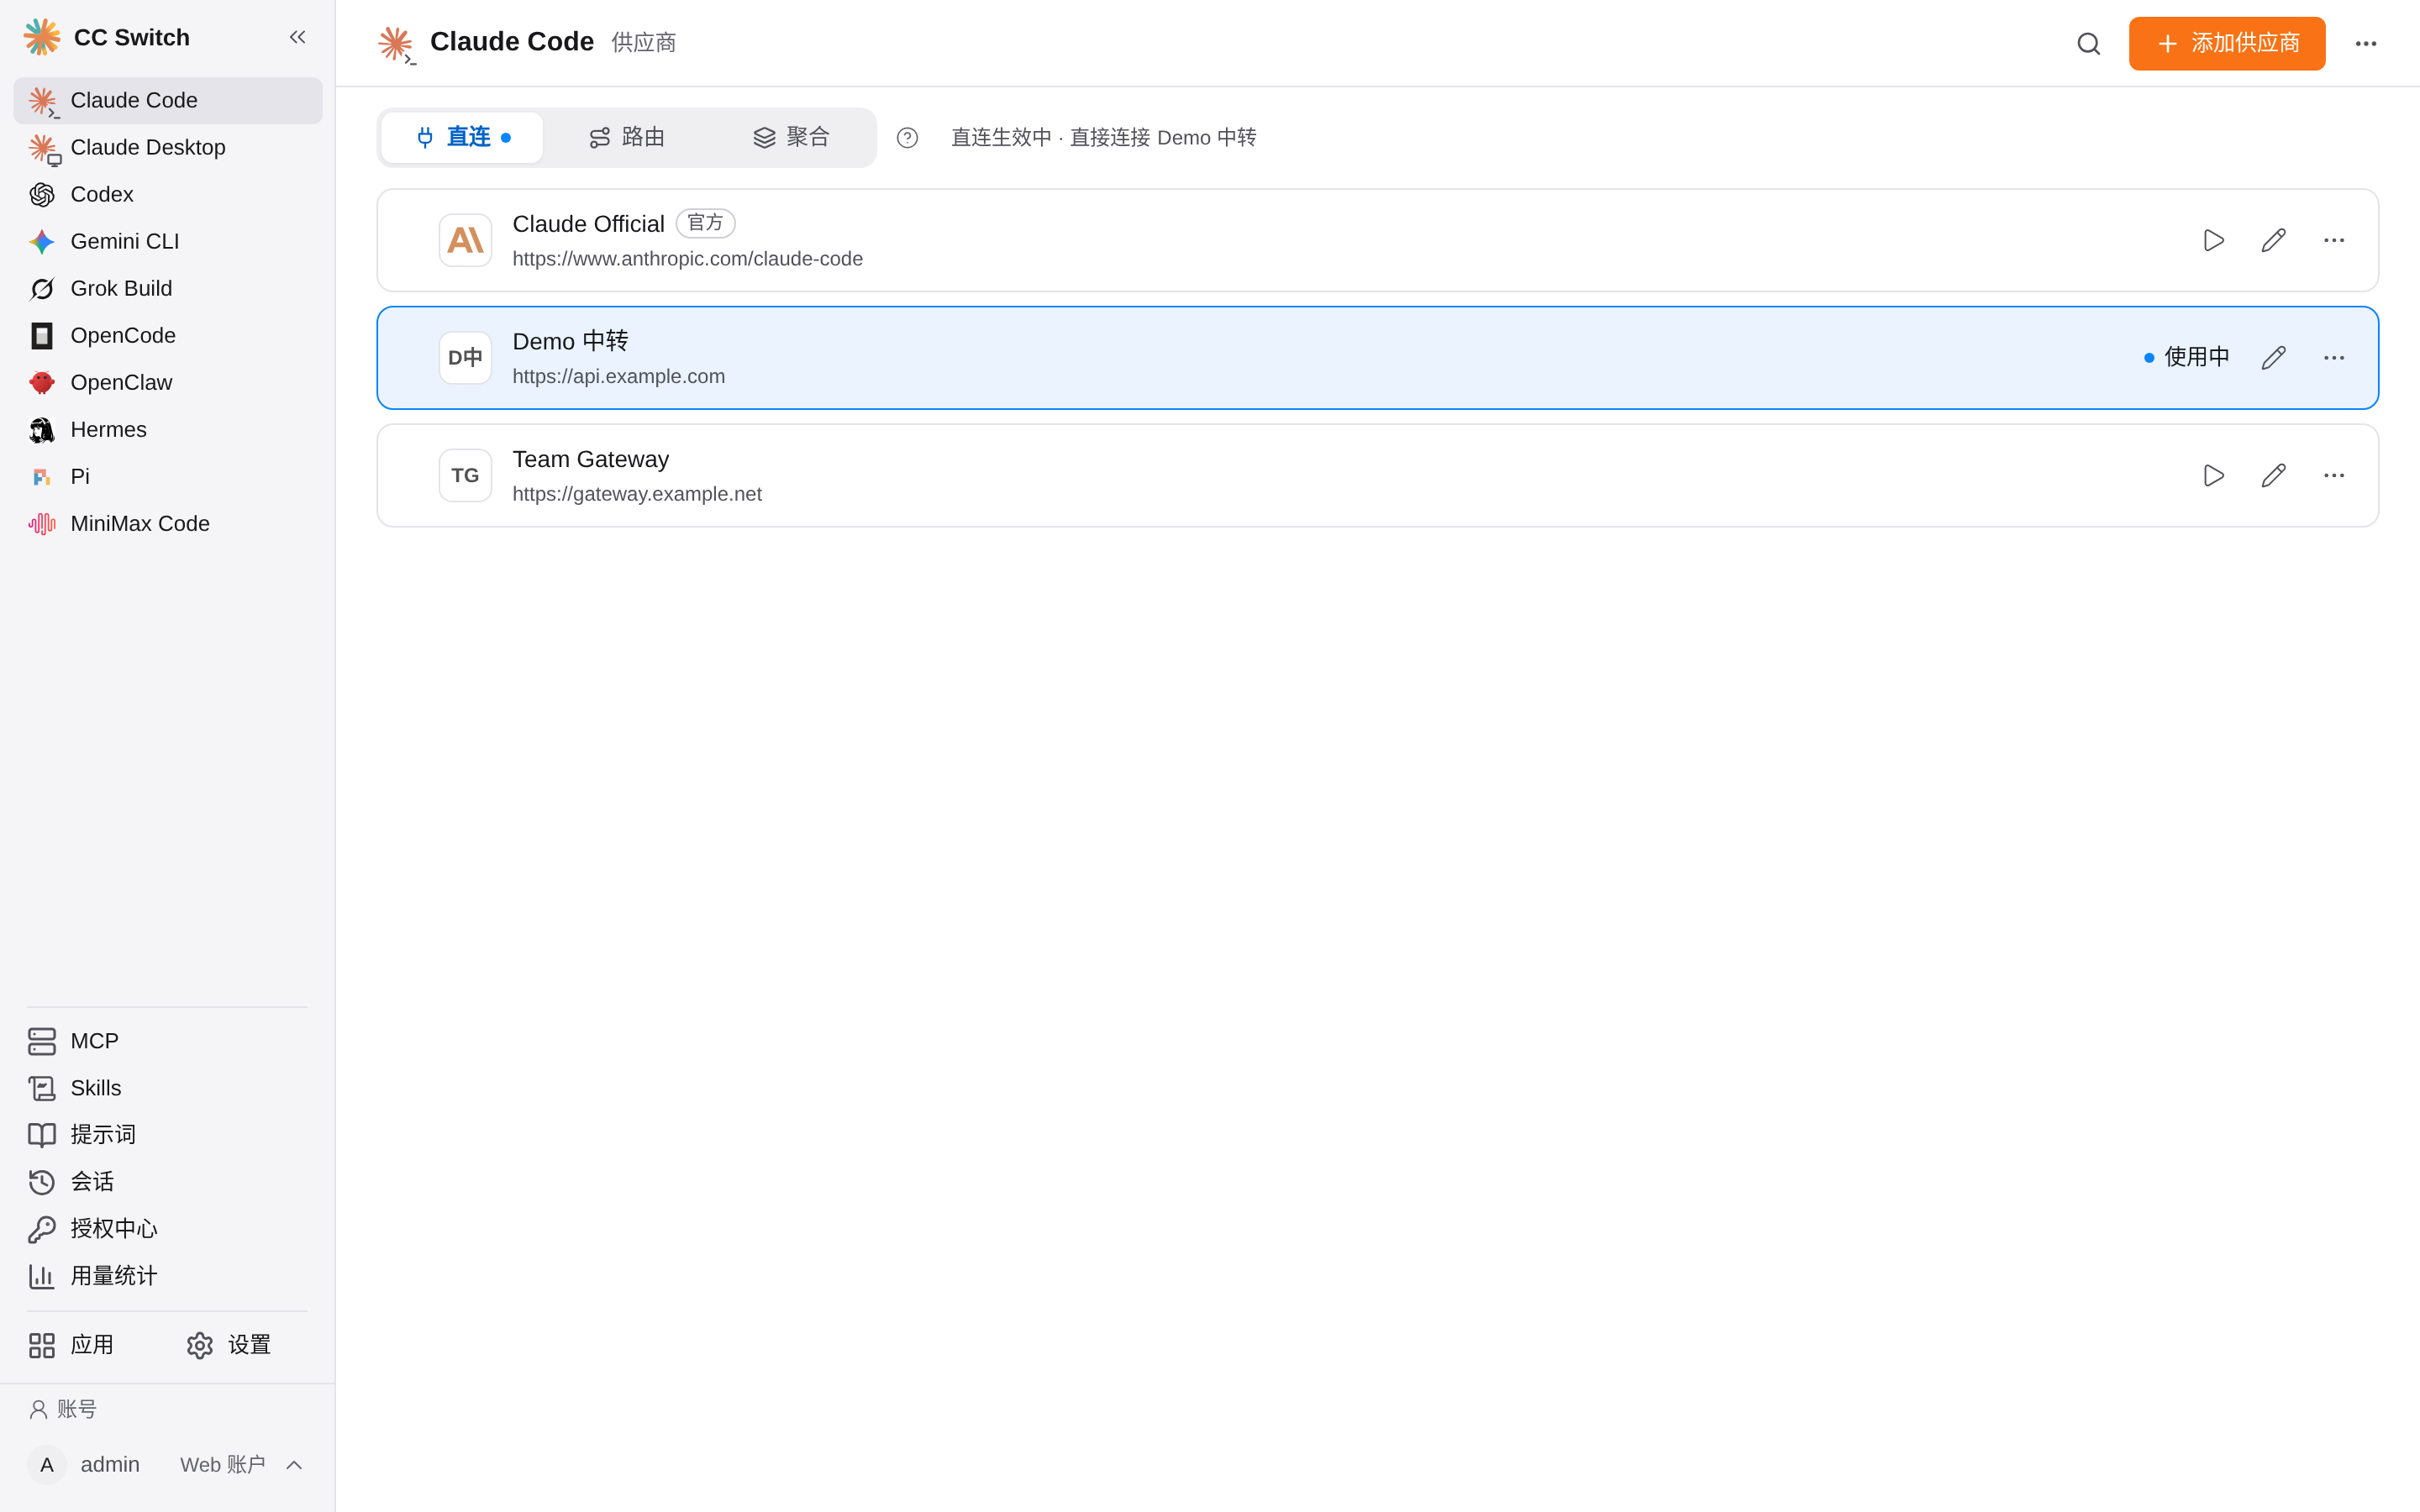 CC Switch
Claude Code
Claude Desktop
Codex
Gemini CLI
Grok Build
OpenCode
OpenClaw
Hermes
Pi
MiniMax Code
MCP
Skills
提示词
会话
授权中心
用量统计
应用 设置
账号
A admin Web 账户
Claude Code 供应商
添加供应商
直连 路由 聚合 直连生效中 · 直接连接 Demo 中转
Claude Official 官方
https://www.anthropic.com/claude-code
D中 Demo 中转
https://api.example.com
使用中
TG Team Gateway
https://gateway.example.net